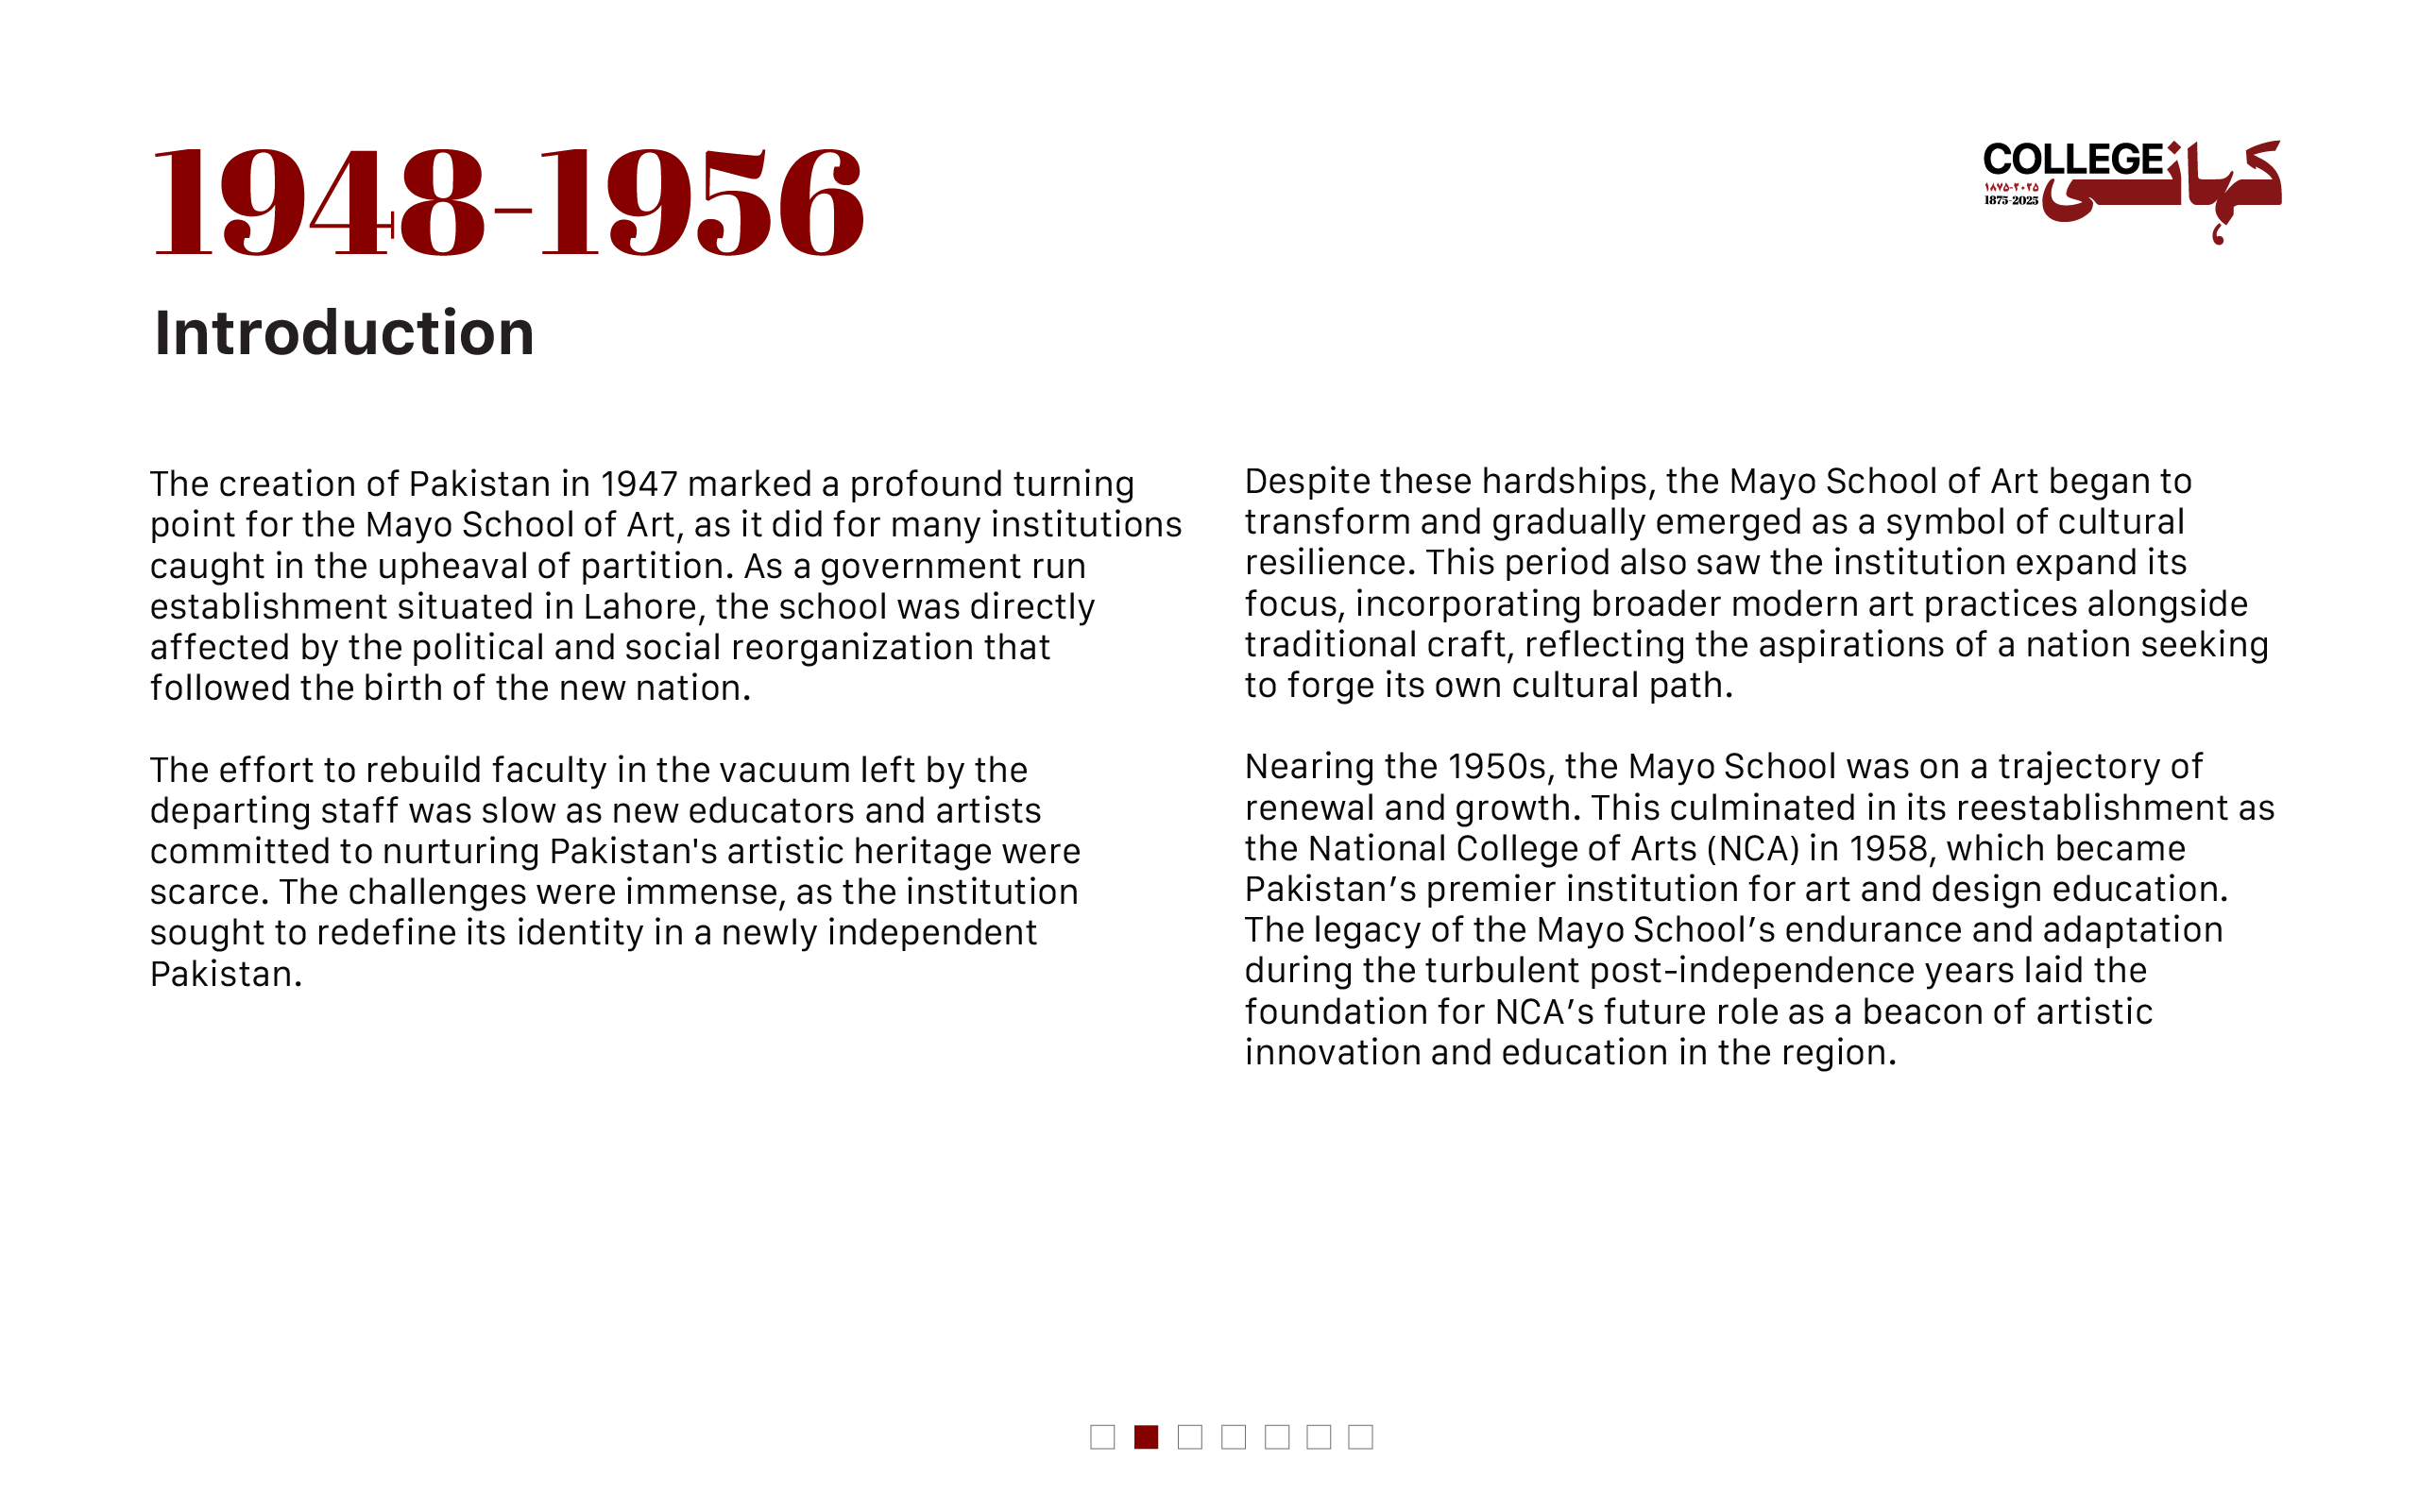 1948-1956
COLLEGE کہانی
۱۸۷۵-۲۰۲۵
1875-2025
Introduction
The creation of Pakistan in 1947 marked a profound turning
point for the Mayo School of Art, as it did for many institutions
caught in the upheaval of partition. As a government run
establishment situated in Lahore, the school was directly
affected by the political and social reorganization that
followed the birth of the new nation.
The effort to rebuild faculty in the vacuum left by the
departing staff was slow as new educators and artists
committed to nurturing Pakistan's artistic heritage were
scarce. The challenges were immense, as the institution
sought to redefine its identity in a newly independent
Pakistan.
Despite these hardships, the Mayo School of Art began to
transform and gradually emerged as a symbol of cultural
resilience. This period also saw the institution expand its
focus, incorporating broader modern art practices alongside
traditional craft, reflecting the aspirations of a nation seeking
to forge its own cultural path.
Nearing the 1950s, the Mayo School was on a trajectory of
renewal and growth. This culminated in its reestablishment as
the National College of Arts (NCA) in 1958, which became
Pakistan’s premier institution for art and design education.
The legacy of the Mayo School’s endurance and adaptation
during the turbulent post-independence years laid the
foundation for NCA’s future role as a beacon of artistic
innovation and education in the region.